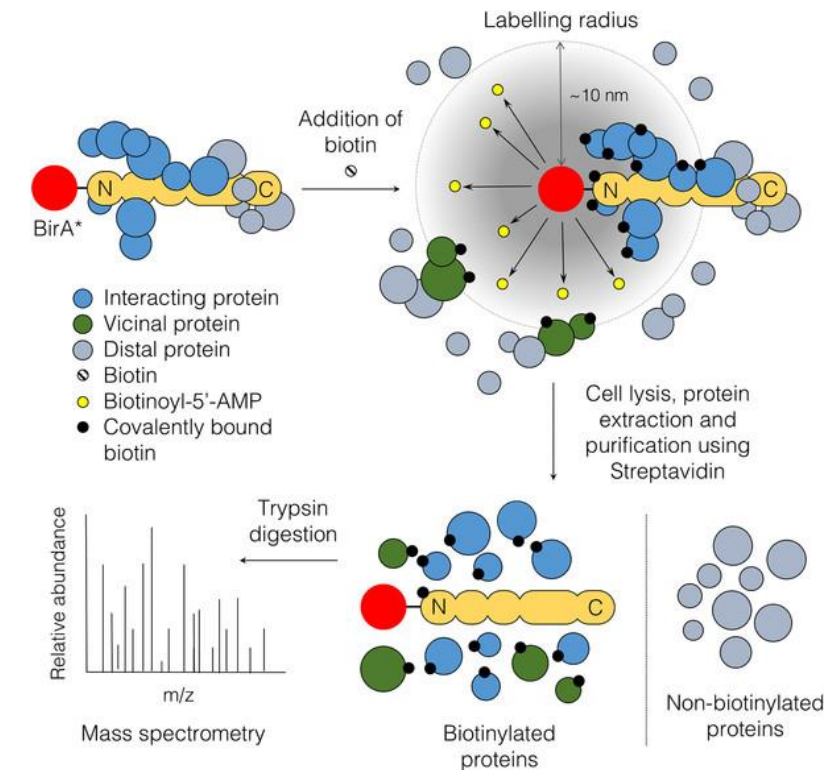 Labelling radius
~10 nm
Addition of
biotin
N
C
BirA*
N
C
Interacting protein
Vicinal protein
Distal protein
Biotin
Biotinoyl-5'-AMP
Covalently bound
biotin
Cell lysis, protein
extraction and
purification using
Streptavidin
Trypsin
digestion
Relative abundance
m/z
Mass spectrometry
N
C
Biotinylated
proteins
Non-biotinylated
proteins